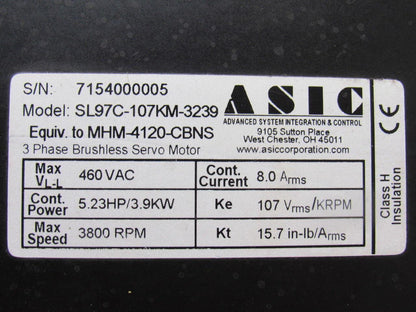 S/N: 7154000005
Model: SL97C-107KM-3239
Equiv. to MHM-4120-CBNS
3 Phase Brushless Servo Motor
ASIC
ADVANCED SYSTEM INTEGRATION & CONTROL
9105 Sutton Place
West Chester, OH 45011
www.asiccorporation.com
Max VL-L 460 VAC Cont. Current 8.0 Arms
Cont. Power 5.23HP/3.9KW Ke 107 Vrms/KRPM
Max Speed 3800 RPM Kt 15.7 in-lb/Arms
Class H
Insulation